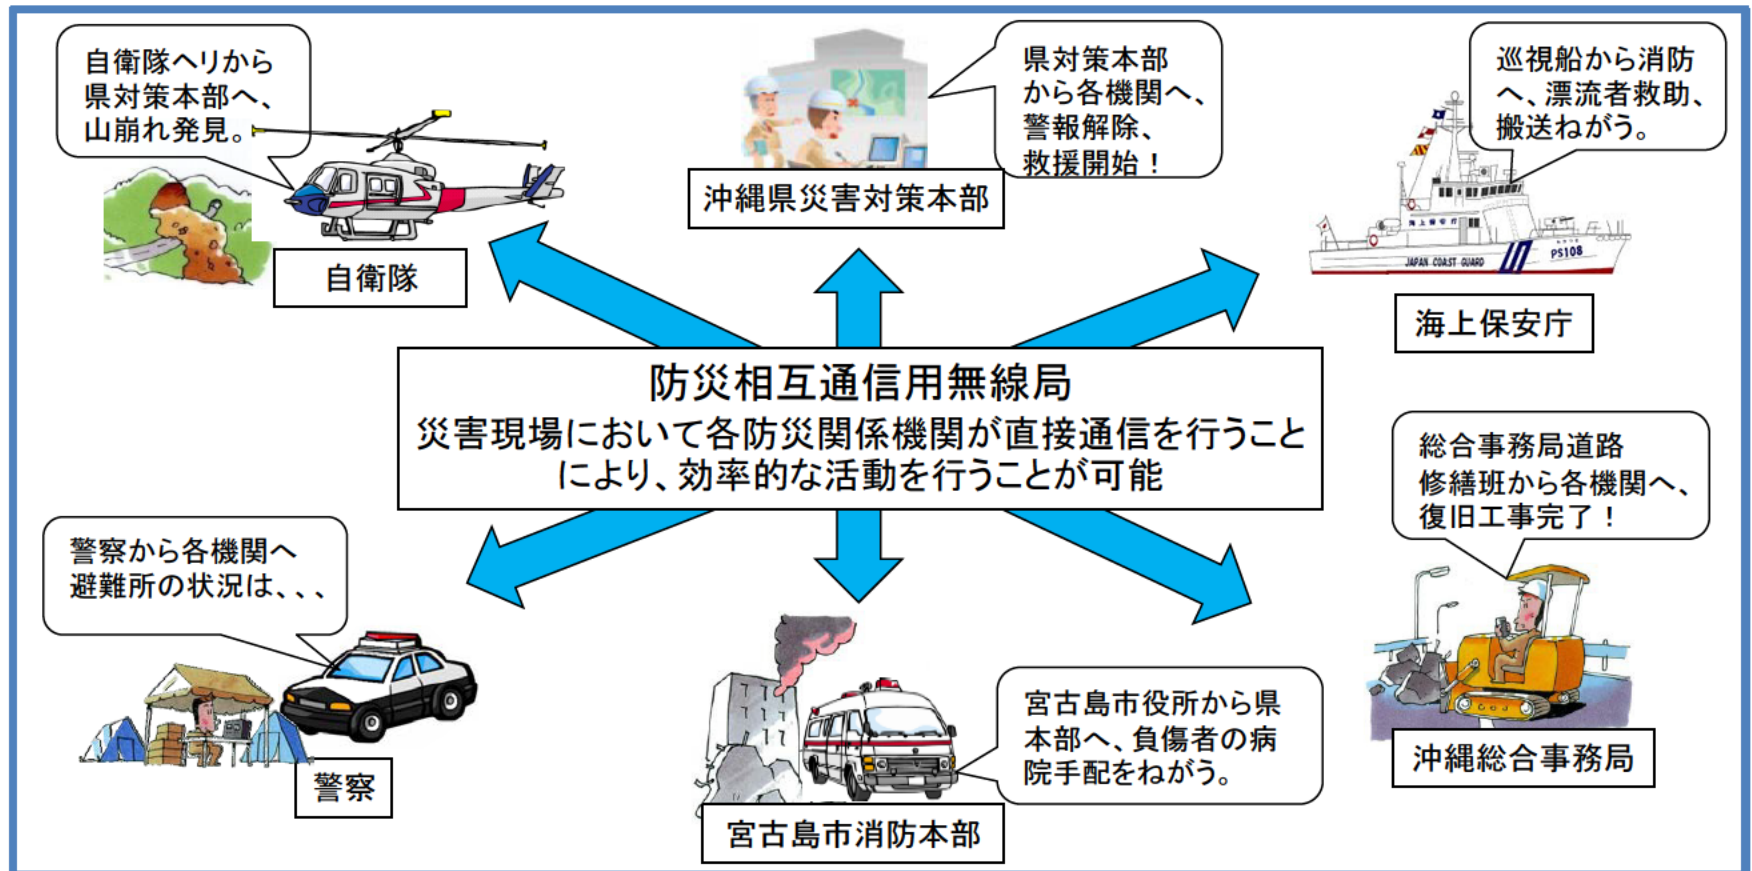 自衛隊ヘリから
県対策本部へ、
山崩れ発見。
自衛隊
県対策本部
から各機関へ、
警報解除、
救援開始！
沖縄県災害対策本部
巡視船から消防
へ、漂流者救助、
搬送ねがう。
海上保安庁
JAPAN COAST GUARD
PS108
海上保安庁
防災相互通信用無線局
災害現場において各防災関係機関が直接通信を行うこと
により、効率的な活動を行うことが可能
警察から各機関へ
避難所の状況は、、、
警察
宮古島市役所から県
本部へ、負傷者の病
院手配をねがう。
宮古島市消防本部
総合事務局道路
修繕班から各機関へ、
復旧工事完了！
沖縄総合事務局